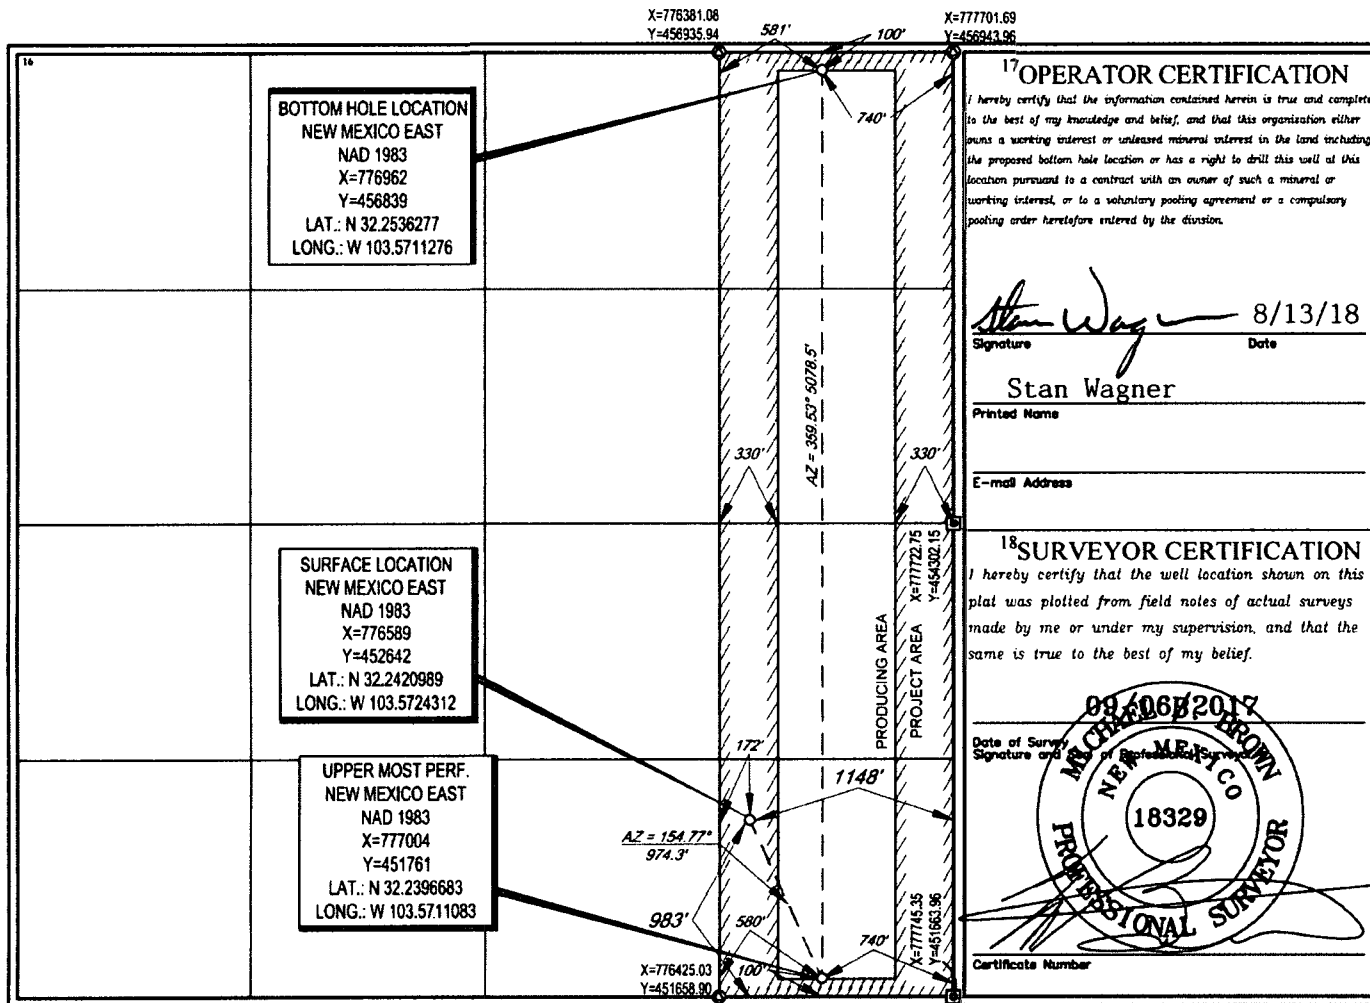 X=776381.08
Y=456935.94
581'
100'
X=777701.69
Y=456943.96
16
BOTTOM HOLE LOCATION
NEW MEXICO EAST
NAD 1983
X=776962
Y=456839
LAT.: N 32.2536277
LONG.: W 103.5711276
740'
AZ = 359.53° 5078.5'
330'
330'
SURFACE LOCATION
NEW MEXICO EAST
NAD 1983
X=776589
Y=452642
LAT.: N 32.2420989
LONG.: W 103.5724312
X=777722.75
Y=454302.15
PRODUCING AREA
PROJECT AREA
172'
1148'
UPPER MOST PERF.
NEW MEXICO EAST
NAD 1983
X=777004
Y=451761
LAT.: N 32.2396683
LONG.: W 103.5711083
AZ = 154.77°
974.3'
983'
580'
740'
100'
X=777745.35
Y=451663.96
X=776425.03
Y=451658.90
17 OPERATOR CERTIFICATION
I hereby certify that the information contained herein is true and complete
to the best of my knowledge and belief, and that this organization either
owns a working interest or unleased mineral interest in the land including
the proposed bottom hole location or has a right to drill this well at this
location pursuant to a contract with an owner of such a mineral or
working interest, or to a voluntary pooling agreement or a compulsory
pooling order heretofore entered by the division.
Stan Wagner 8/13/18
Signature Date
Stan Wagner
Printed Name
E-mail Address
18 SURVEYOR CERTIFICATION
I hereby certify that the well location shown on this
plat was plotted from field notes of actual surveys
made by me or under my supervision, and that the
same is true to the best of my belief.
09/06/2017
Date of Survey
Signature and Seal of Professional Surveyor
MICHAEL B. BROWN
NEW MEXICO
18329
PROFESSIONAL SURVEYOR
Certificate Number